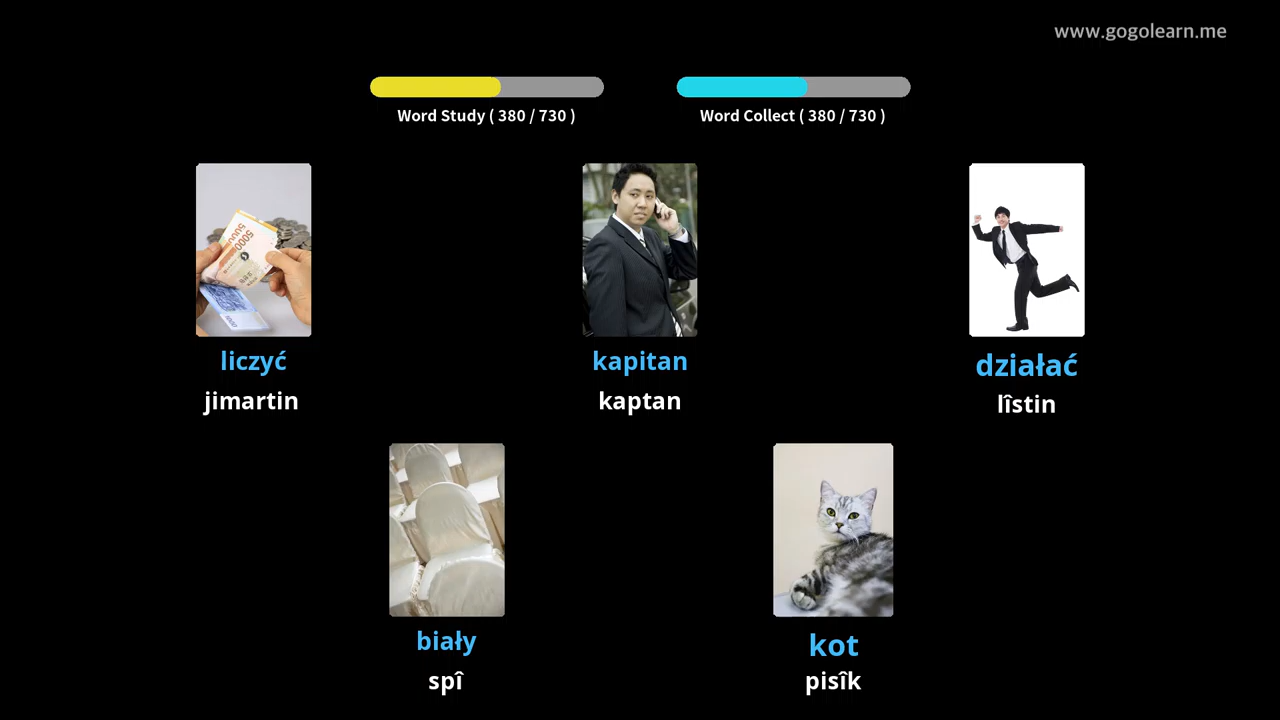 www.gogolearn.me
Word Study ( 380 / 730 )
Word Collect ( 380 / 730 )
liczyć
jimartin
kapitan
kaptan
działać
lîstin
biały
spî
kot
pisîk